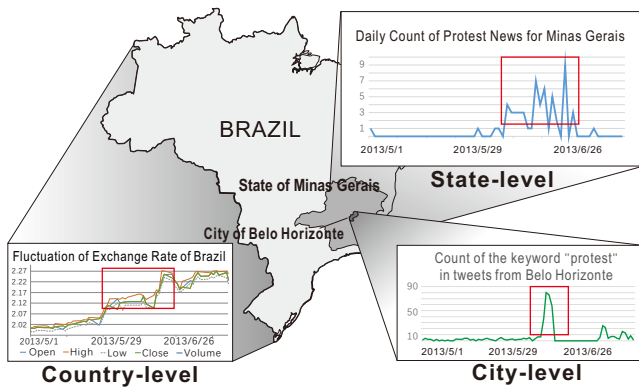 Daily Count of Protest News for Minas Gerais
9
7
5
3
1
2013/5/1 2013/5/29 2013/6/26
State-level
BRAZIL
State of Minas Gerais
City of Belo Horizonte
Fluctuation of Exchange Rate of Brazil
2.27
2.22
2.17
2.12
2.07
2.02
2013/5/1 2013/5/29 2013/6/26
Open High Low Close Volume
Country-level
Count of the keyword "protest"
in tweets from Belo Horizonte
90
70
50
30
10
2013/5/1 2013/5/29 2013/6/26
City-level